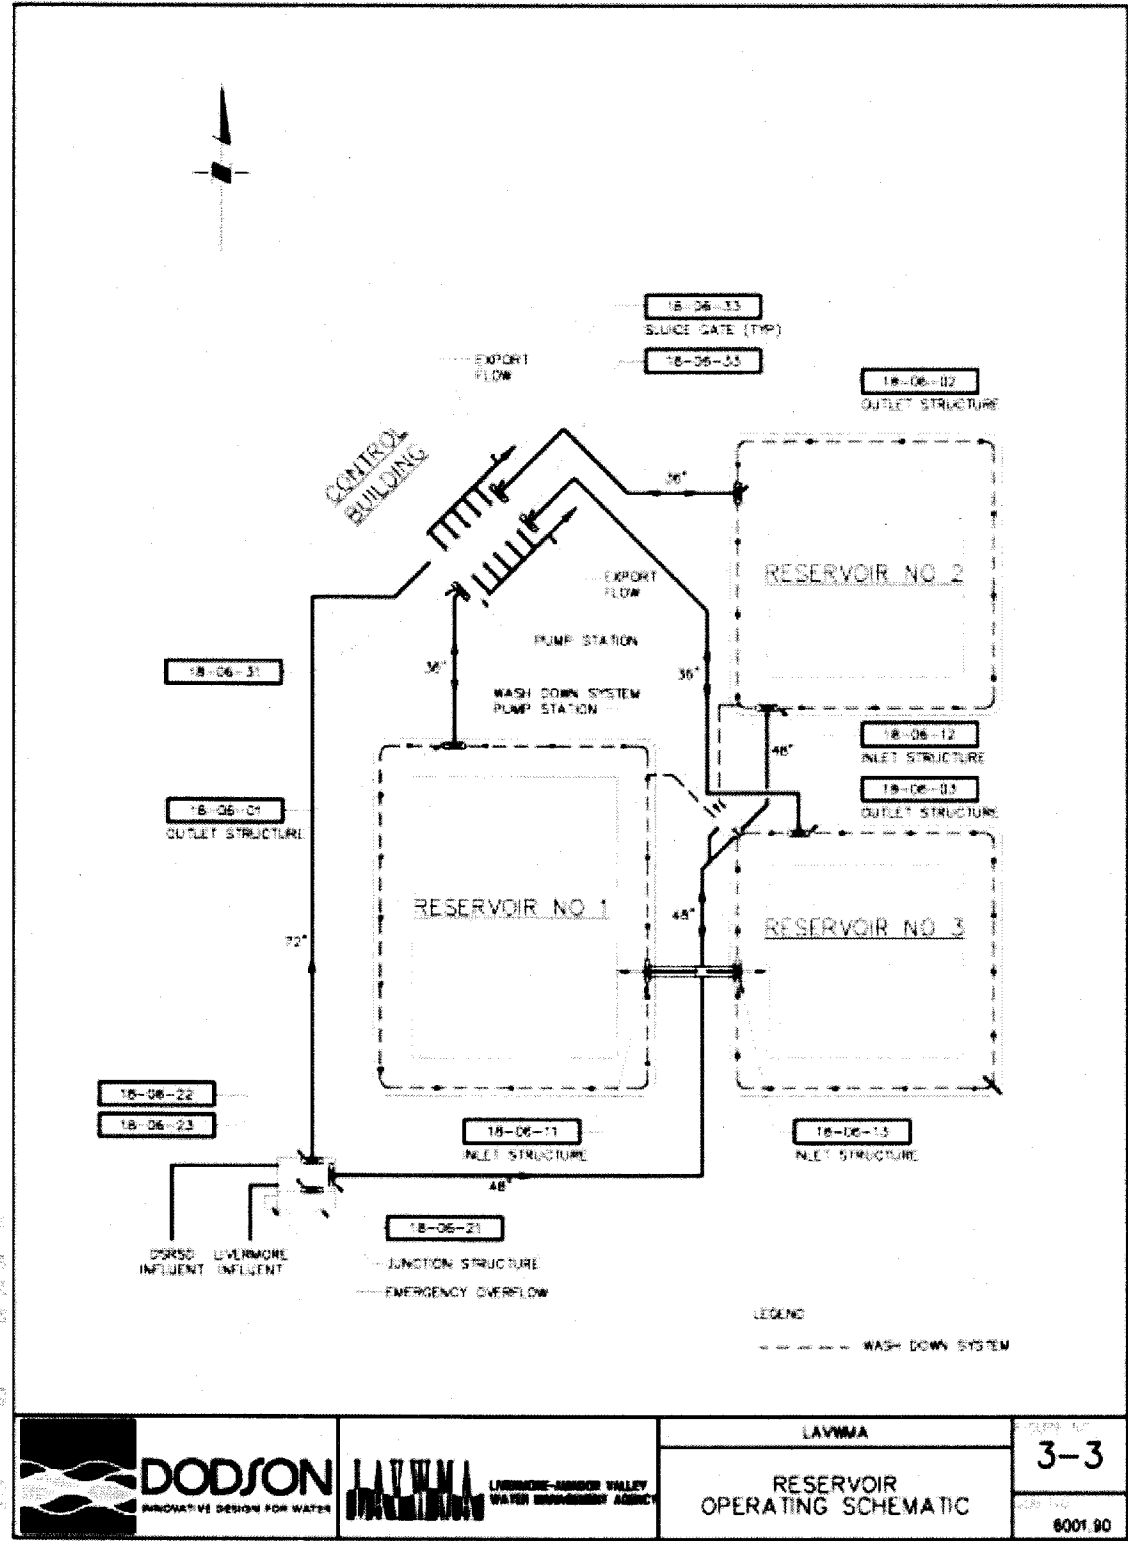 18-06-33
SLUICE GATE (TYP)
EXPORT
FLOW
18-06-33
18-06-02
OUTLET STRUCTURE
CONTROL
BUILDING
36"
RESERVOIR NO 2
EXPORT
FLOW
PUMP STATION
18-06-31
36"
36"
WASH DOWN SYSTEM
PUMP STATION
18-06-12
INLET STRUCTURE
48"
18-06-03
OUTLET STRUCTURE
18-06-01
OUTLET STRUCTURE
RESERVOIR NO 1
48"
RESERVOIR NO 3
72"
18-06-22
18-06-23
18-06-11
INLET STRUCTURE
18-06-13
INLET STRUCTURE
48"
18-06-21
DSRSD
INFLUENT
LIVERMORE
INFLUENT
JUNCTION STRUCTURE
EMERGENCY OVERFLOW
LEGEND
WASH DOWN SYSTEM
DODSON
INNOVATIVE DESIGN FOR WATER
LAVWMA
LIVERMORE-AMADOR VALLEY
WATER MANAGEMENT AGENCY
LAVWMA
RESERVOIR
OPERATING SCHEMATIC
FIGURE NO.
3-3
JOB NO.
6001.90